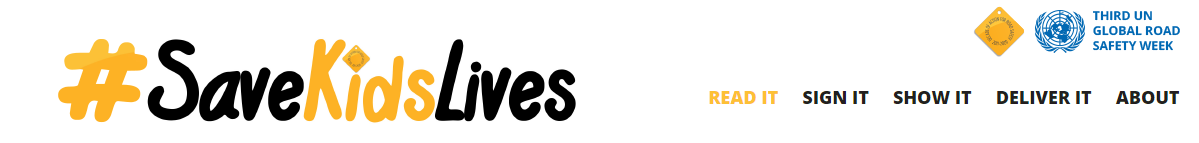 #SaveKidsLives
THIRD UN
GLOBAL ROAD
SAFETY WEEK
READ IT SIGN IT SHOW IT DELIVER IT ABOUT